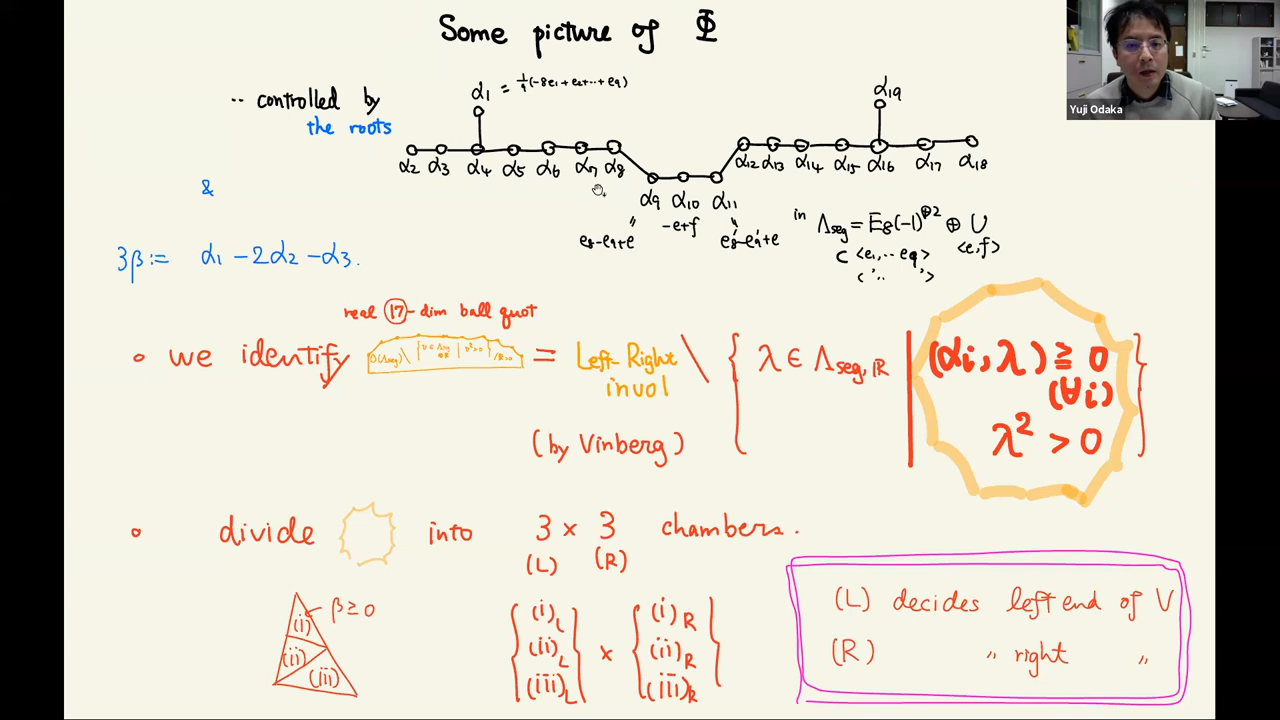 Some picture of Φ
Yuji Odaka
·· controlled by
the roots
α1 = 1/9(-8e1+e2+···+e9)
α19
α2 α3 α4 α5 α6 α7 α8 α9 α10 α11 α12 α13 α14 α15 α16 α17 α18
&
e8-e9+e
-e+f
e8'-e9'+e
in Λseg = E8(-1)⊕2 ⊕ U
⊂ <e1,··· e9> <e,f>
<'·· '>
3β := α1 - 2α2 - α3.
real 17-dim ball quot
• we identify = Left-Right invol \ { λ ∈ Λseg,ℝ | (αi, λ) ≧ 0 (∀i) λ² > 0 }
(by Vinberg)
• divide into 3 × 3 chambers.
(L) (R)
β≥0
(i)
(ii)
(iii)
{ (i)L (ii)L (iii)L } × { (i)R (ii)R (iii)R }
(L) decides left end of V
(R) 〃 right 〃